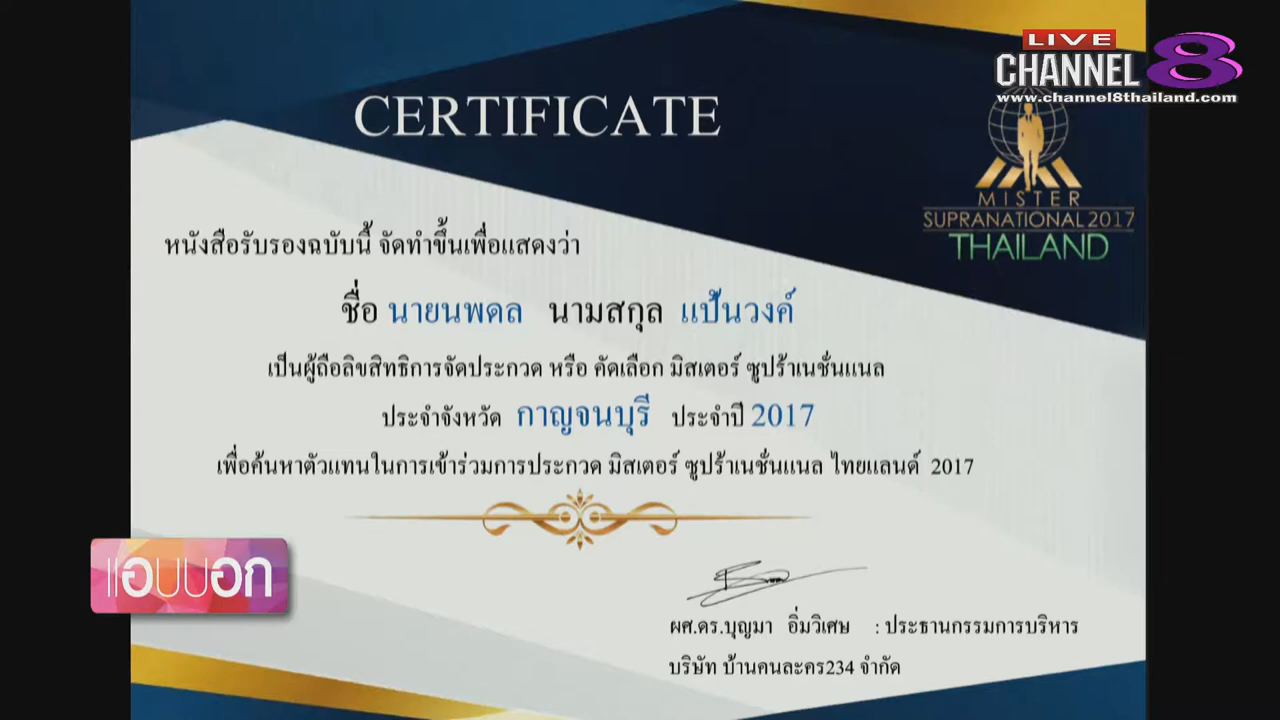 LIVE
CHANNEL 8
www.channel8thailand.com
CERTIFICATE
MISTER
SUPRANATIONAL 2017
THAILAND
หนังสือรับรองฉบับนี้ จัดทำขึ้นเพื่อแสดงว่า
ชื่อ นายนพดล นามสกุล แป้นวงค์
เป็นผู้ถือลิขสิทธิการจัดประกวด หรือ คัดเลือก มิสเตอร์ ซูปร้าเนชั่นแนล
ประจำจังหวัด กาญจนบุรี ประจำปี 2017
เพื่อค้นหาตัวแทนในการเข้าร่วมการประกวด มิสเตอร์ ซูปร้าเนชั่นแนล ไทยแลนด์ 2017
แอบบอก
ผศ.ดร.บุญมา อิ่มวิเศษ : ประธานกรรมการบริหาร
บริษัท บ้านคนละคร234 จำกัด